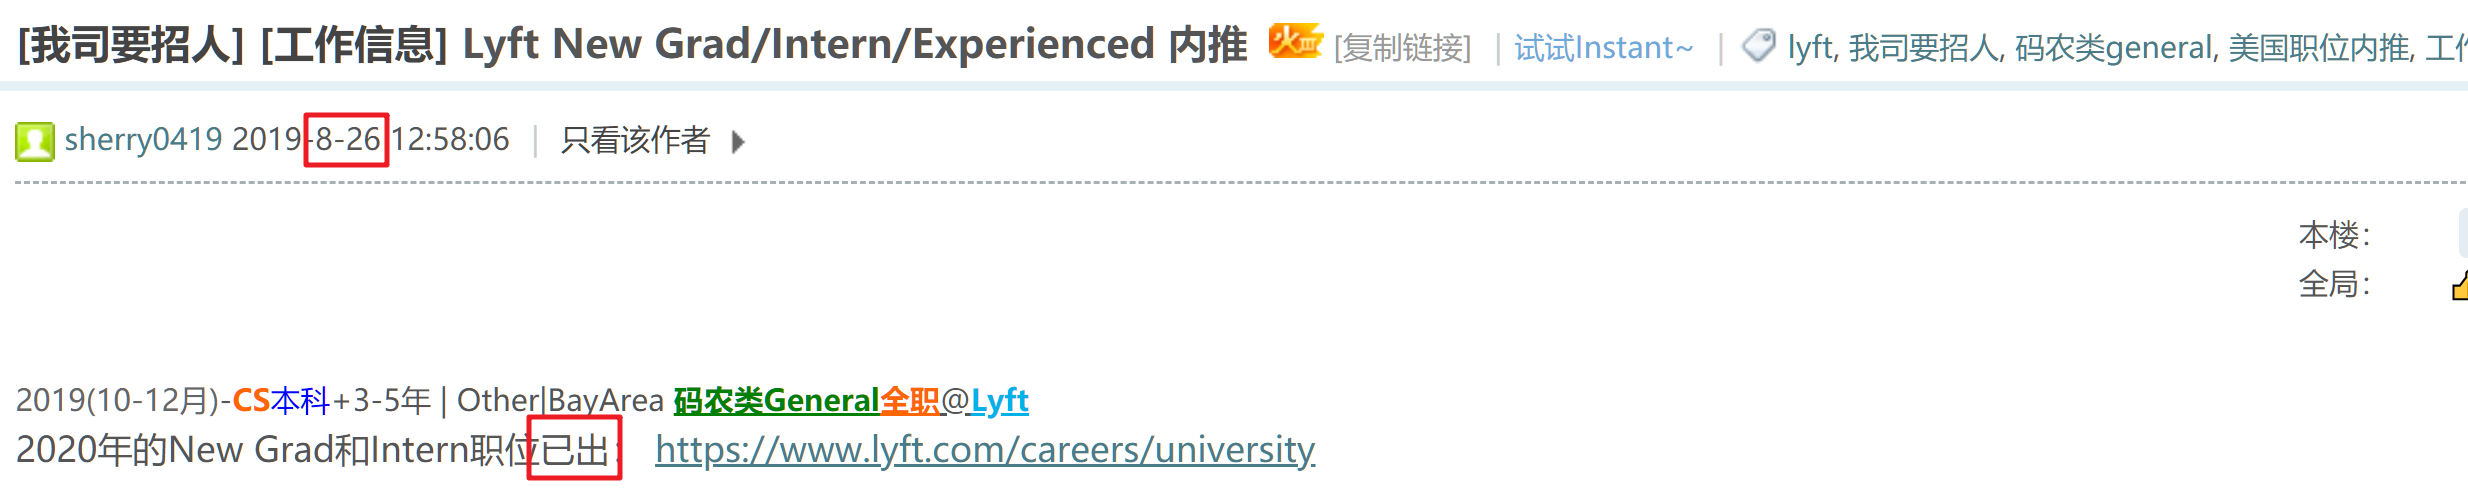 [我司要招人] [工作信息] Lyft New Grad/Intern/Experienced 内推 火 [复制链接] | 试试Instant~ | lyft, 我司要招人, 码农类general, 美国职位内推,
sherry0419 2019-8-26 12:58:06 | 只看该作者
本楼：
全局：
2019(10-12月)-CS本科+3-5年 | Other|BayArea 码农类General全职@Lyft
2020年的New Grad和Intern职位已出： https://www.lyft.com/careers/university